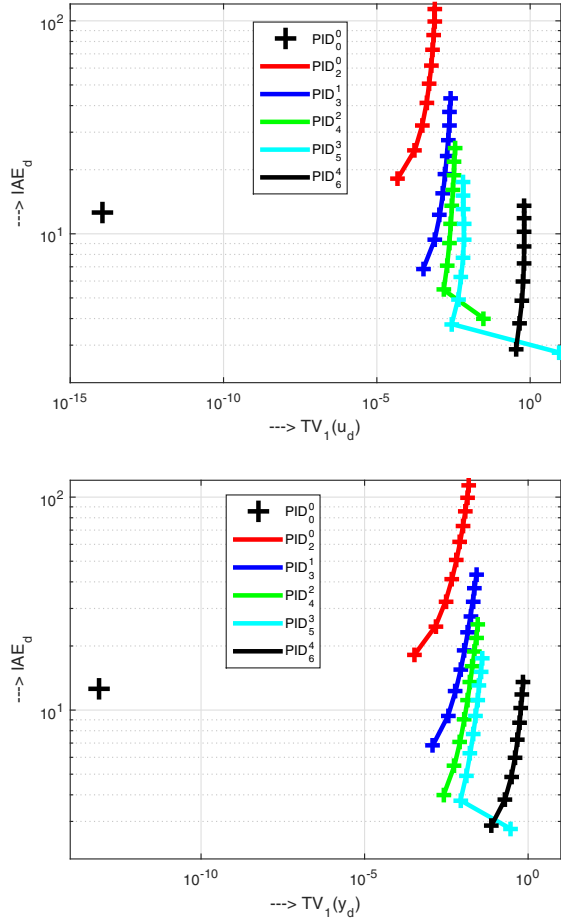 10²
10¹
---> IAE_d
PID⁰₀
PID⁰₂
PID¹₃
PID²₄
PID³₅
PID⁴₆
10⁻¹⁵ 10⁻¹⁰ 10⁻⁵ 10⁰
---> TV₁(u_d)
10²
10¹
---> IAE_d
PID⁰₀
PID⁰₂
PID¹₃
PID²₄
PID³₅
PID⁴₆
10⁻¹⁰ 10⁻⁵ 10⁰
---> TV₁(y_d)